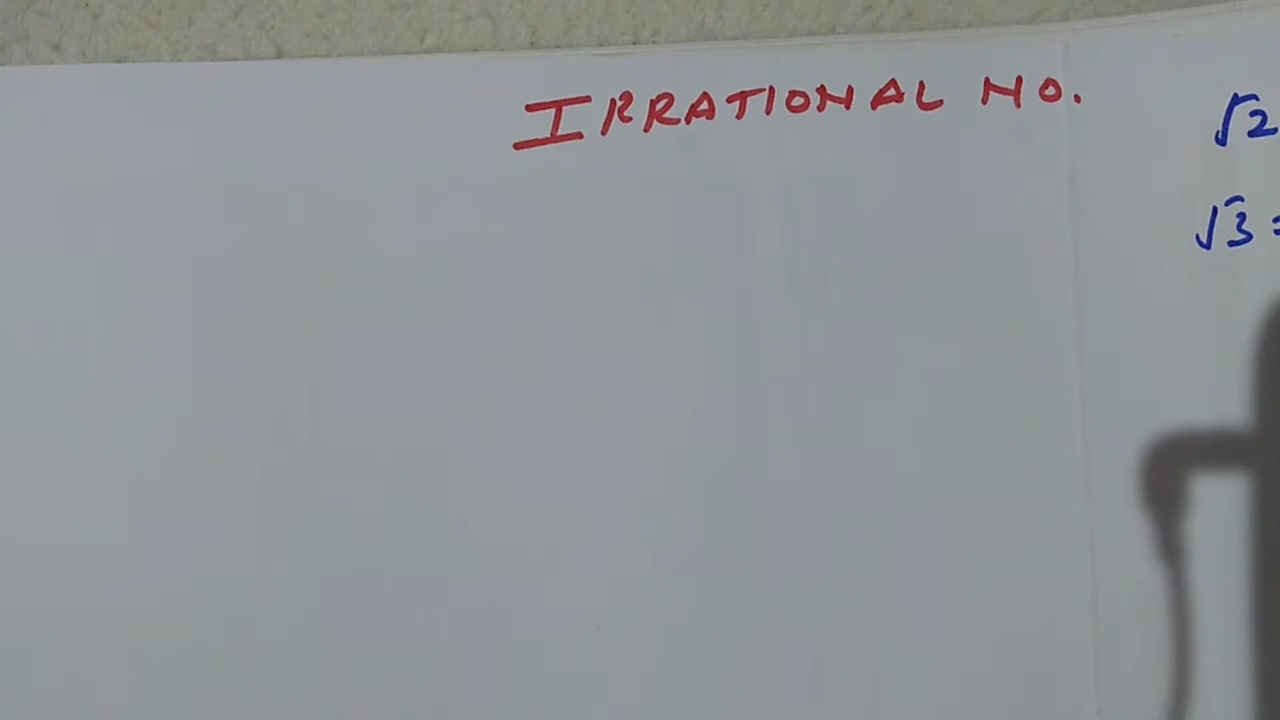 IRRATIONAL NO.
√2
√3 =